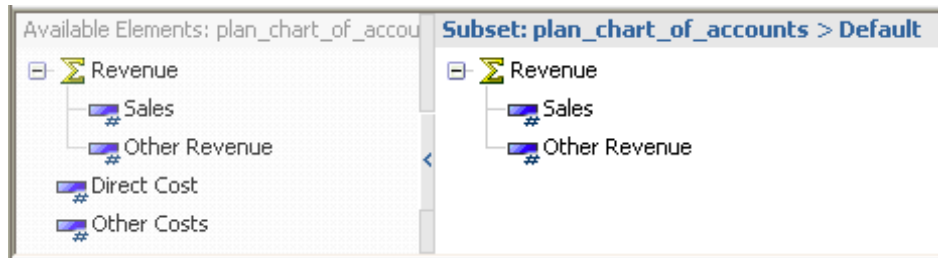 Available Elements: plan_chart_of_accou
Revenue
Sales
Other Revenue
Direct Cost
Other Costs
Subset: plan_chart_of_accounts > Default
Revenue
Sales
Other Revenue